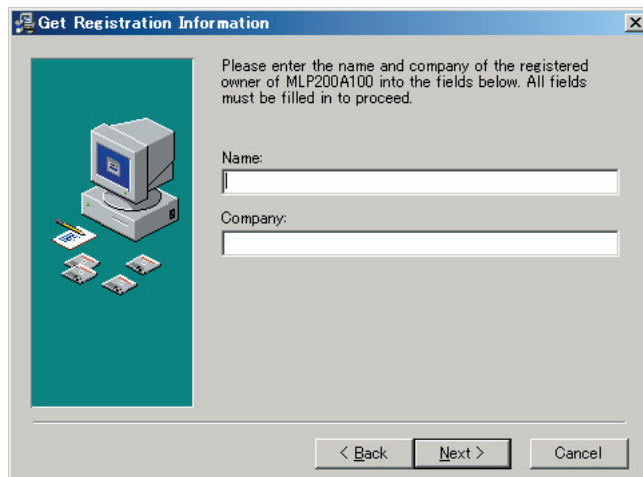 Get Registration Information
Please enter the name and company of the registered
owner of MLP200A100 into the fields below. All fields
must be filled in to proceed.
Name:
Company:
< Back
Next >
Cancel